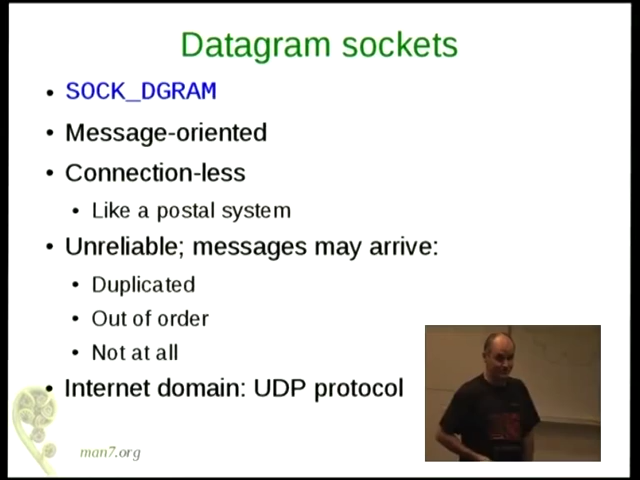 Datagram sockets
• SOCK_DGRAM
• Message-oriented
• Connection-less
• Like a postal system
• Unreliable; messages may arrive:
• Duplicated
• Out of order
• Not at all
• Internet domain: UDP protocol
man7.org